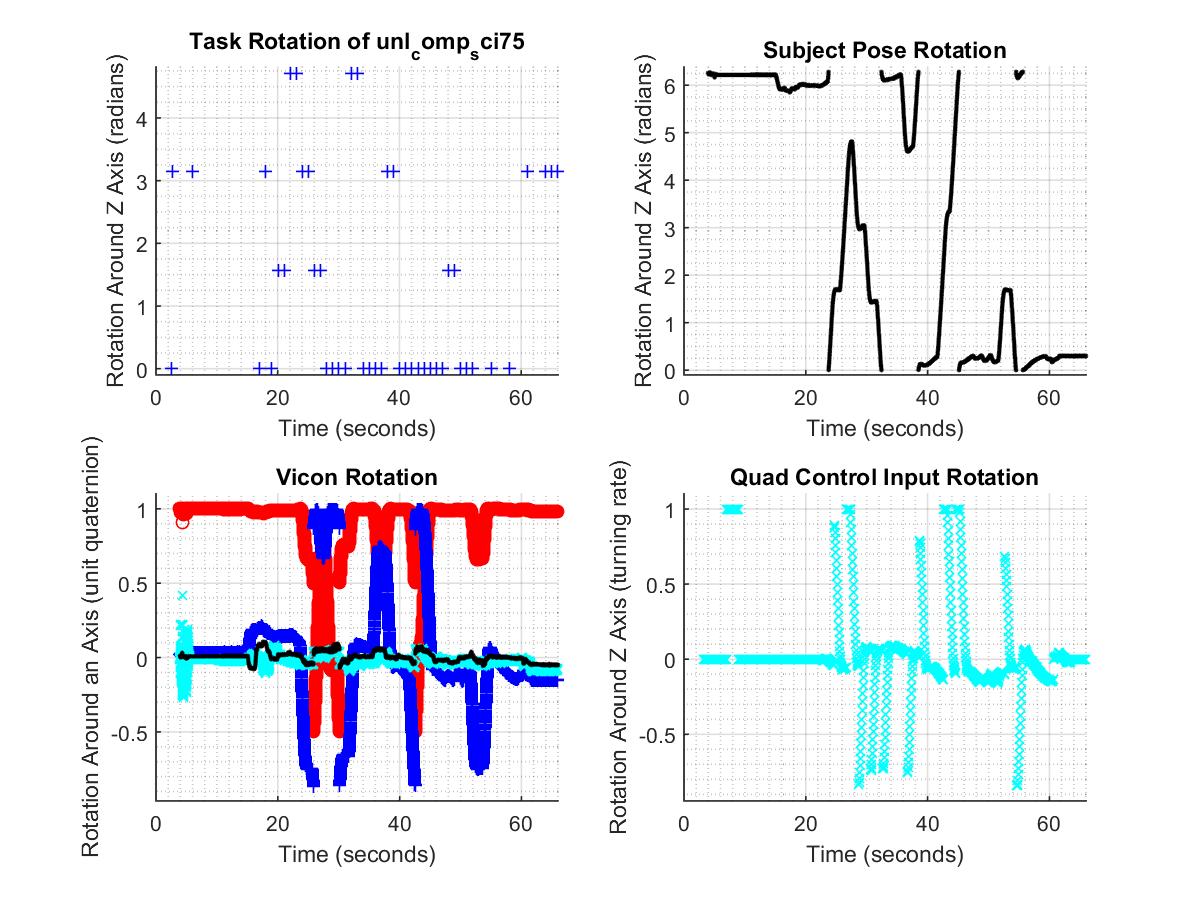 Task Rotation of unl_comp_sci75
Rotation Around Z Axis (radians)
4
3
2
1
0
0 20 40 60
Time (seconds)
Subject Pose Rotation
Rotation Around Z Axis (radians)
6
5
4
3
2
1
0
0 20 40 60
Time (seconds)
Vicon Rotation
Rotation Around an Axis (unit quaternion)
1
0.5
0
-0.5
0 20 40 60
Time (seconds)
Quad Control Input Rotation
Rotation Around Z Axis (turning rate)
1
0.5
0
-0.5
0 20 40 60
Time (seconds)